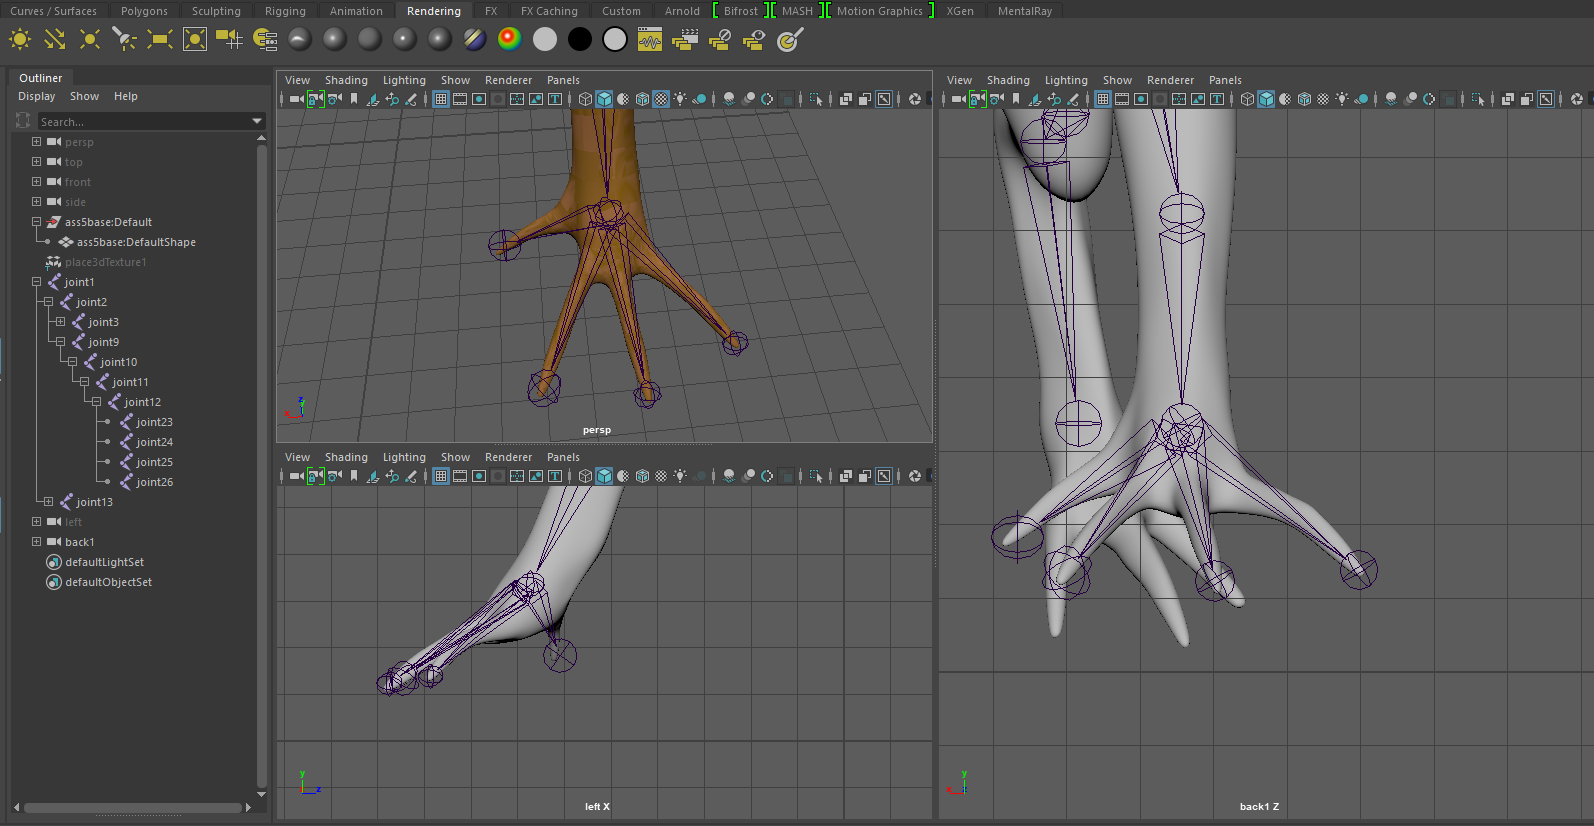 Curves / Surfaces Polygons Sculpting Rigging Animation Rendering FX FX Caching Custom Arnold Bifrost MASH Motion Graphics XGen MentalRay
Outliner
Display Show Help
Search...
persp
top
front
side
ass5base:Default
ass5base:DefaultShape
place3dTexture1
joint1
joint2
joint3
joint9
joint10
joint11
joint12
joint23
joint24
joint25
joint26
joint13
left
back1
defaultLightSet
defaultObjectSet
View Shading Lighting Show Renderer Panels
z
y
x
persp
View Shading Lighting Show Renderer Panels
y
z
left X
View Shading Lighting Show Renderer Panels
y
x
back1 Z